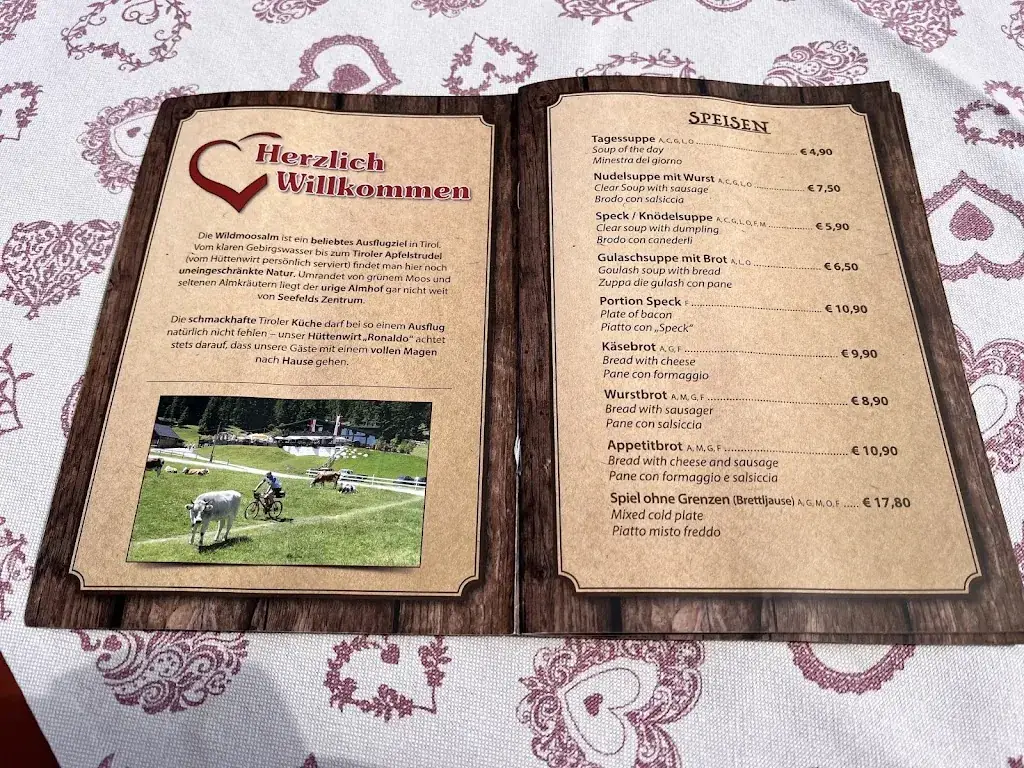 Herzlich
Willkommen
Die Wildmoosalm ist ein beliebtes Ausflugziel in Tirol.
Vom klaren Gebirgswasser bis zum Tiroler Apfelstrudel
(vom Hüttenwirt persönlich serviert) findet man hier noch
uneingeschränkte Natur. Umrandet von grünem Moos und
seltenen Almkräutern liegt der urige Almhof gar nicht weit
von Seefelds Zentrum.
Die schmackhafte Tiroler Küche darf bei so einem Ausflug
natürlich nicht fehlen – unser Hüttenwirt „Ronaldo" achtet
stets darauf, dass unsere Gäste mit einem vollen Magen
nach Hause gehen.
SPEISEN
Tagessuppe A, C, G, L, O ........................ € 4,90
Soup of the day
Minestra del giorno
Nudelsuppe mit Wurst A, C, G, L, O ................ € 7,50
Clear Soup with sausage
Brodo con salsiccia
Speck / Knödelsuppe A, C, G, L, O, F, M ............. € 5,90
Clear soup with dumpling
Brodo con canederli
Gulaschsuppe mit Brot A, L, O ................. € 6,50
Goulash soup with bread
Zuppa die gulash con pane
Portion Speck F ................................ € 10,90
Plate of bacon
Piatto con „Speck"
Käsebrot A, G, F ................................ € 9,90
Bread with cheese
Pane con formaggio
Wurstbrot A, M, G, F ............................ € 8,90
Bread with sausager
Pane con salsiccia
Appetitbrot A, M, G, F ........................... € 10,90
Bread with cheese and sausage
Pane con formaggio e salsiccia
Spiel ohne Grenzen (Brettljause) A, G, M, O, F ..... € 17,80
Mixed cold plate
Piatto misto freddo